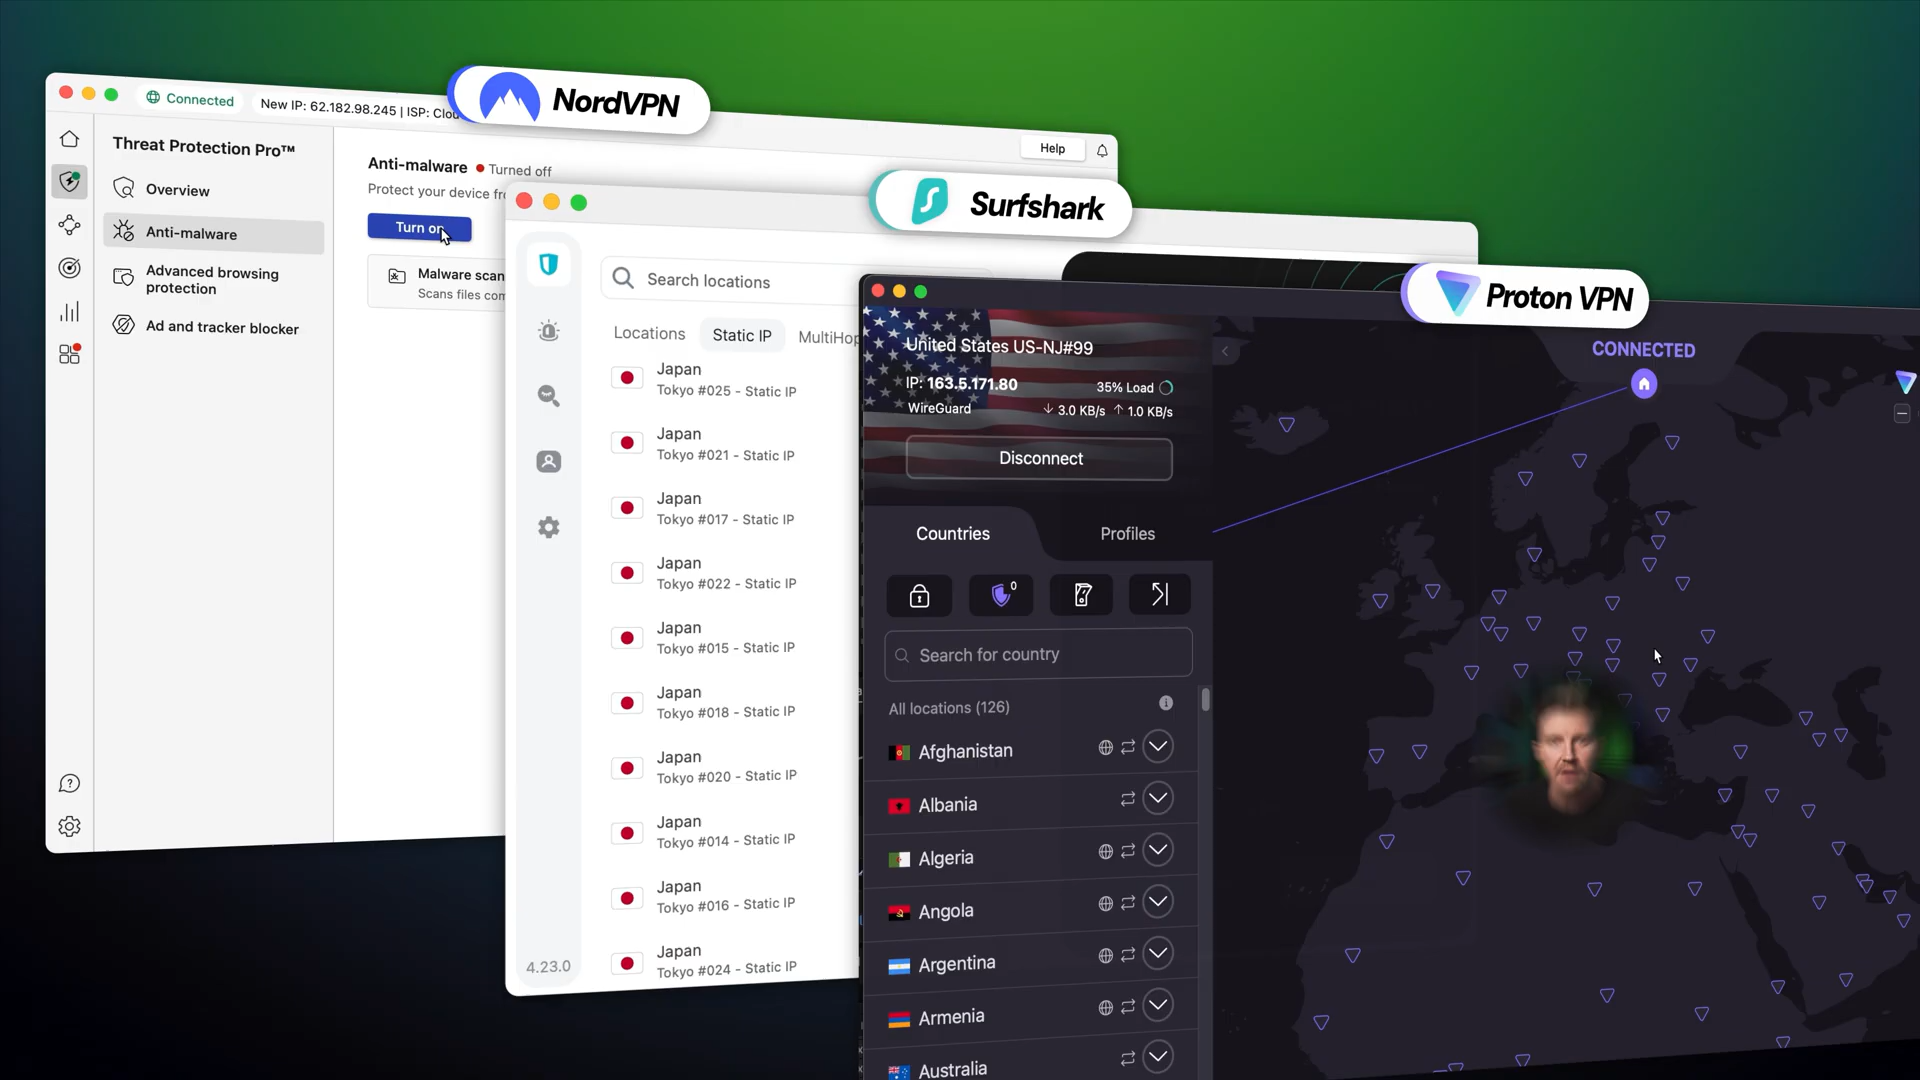 NordVPN
Connected
New IP: 62.182.98.245 | ISP: Clou
Help
Threat Protection Pro™
Overview
Anti-malware
Advanced browsing
protection
Ad and tracker blocker
Anti-malware
Turned off
Protect your device fr
Turn on
Malware scan
Scans files com
Surfshark
Search locations
Locations
Static IP
MultiHop
Japan
Tokyo #025 - Static IP
Japan
Tokyo #021 - Static IP
Japan
Tokyo #017 - Static IP
Japan
Tokyo #022 - Static IP
Japan
Tokyo #015 - Static IP
Japan
Tokyo #018 - Static IP
Japan
Tokyo #020 - Static IP
Japan
Tokyo #014 - Static IP
Japan
Tokyo #016 - Static IP
Japan
Tokyo #024 - Static IP
4.23.0
Proton VPN
United States US-NJ#99
IP: 163.5.171.80
35% Load
WireGuard
3.0 KB/s
1.0 KB/s
Disconnect
Countries
Profiles
0
Search for country
All locations (126)
Afghanistan
Albania
Algeria
Angola
Argentina
Armenia
Australia
CONNECTED